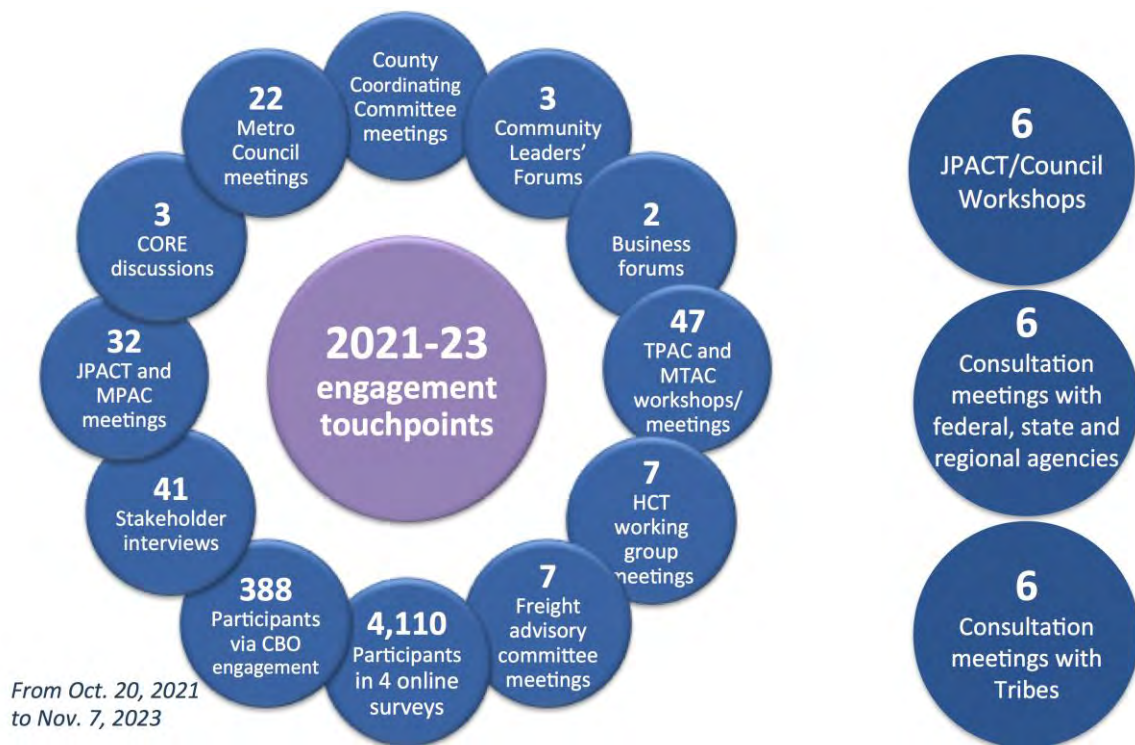 County
Coordinating
Committee
meetings
3
Community
Leaders’
Forums
2
Business
forums
47
TPAC and
MTAC
workshops/
meetings
7
HCT
working
group
meetings
7
Freight
advisory
committee
meetings
4,110
Participants
in 4 online
surveys
388
Participants
via CBO
engagement
41
Stakeholder
interviews
32
JPACT and
MPAC
meetings
3
CORE
discussions
22
Metro
Council
meetings
2021-23
engagement
touchpoints
6
JPACT/Council
Workshops
6
Consultation
meetings with
federal, state and
regional agencies
6
Consultation
meetings with
Tribes
From Oct. 20, 2021
to Nov. 7, 2023